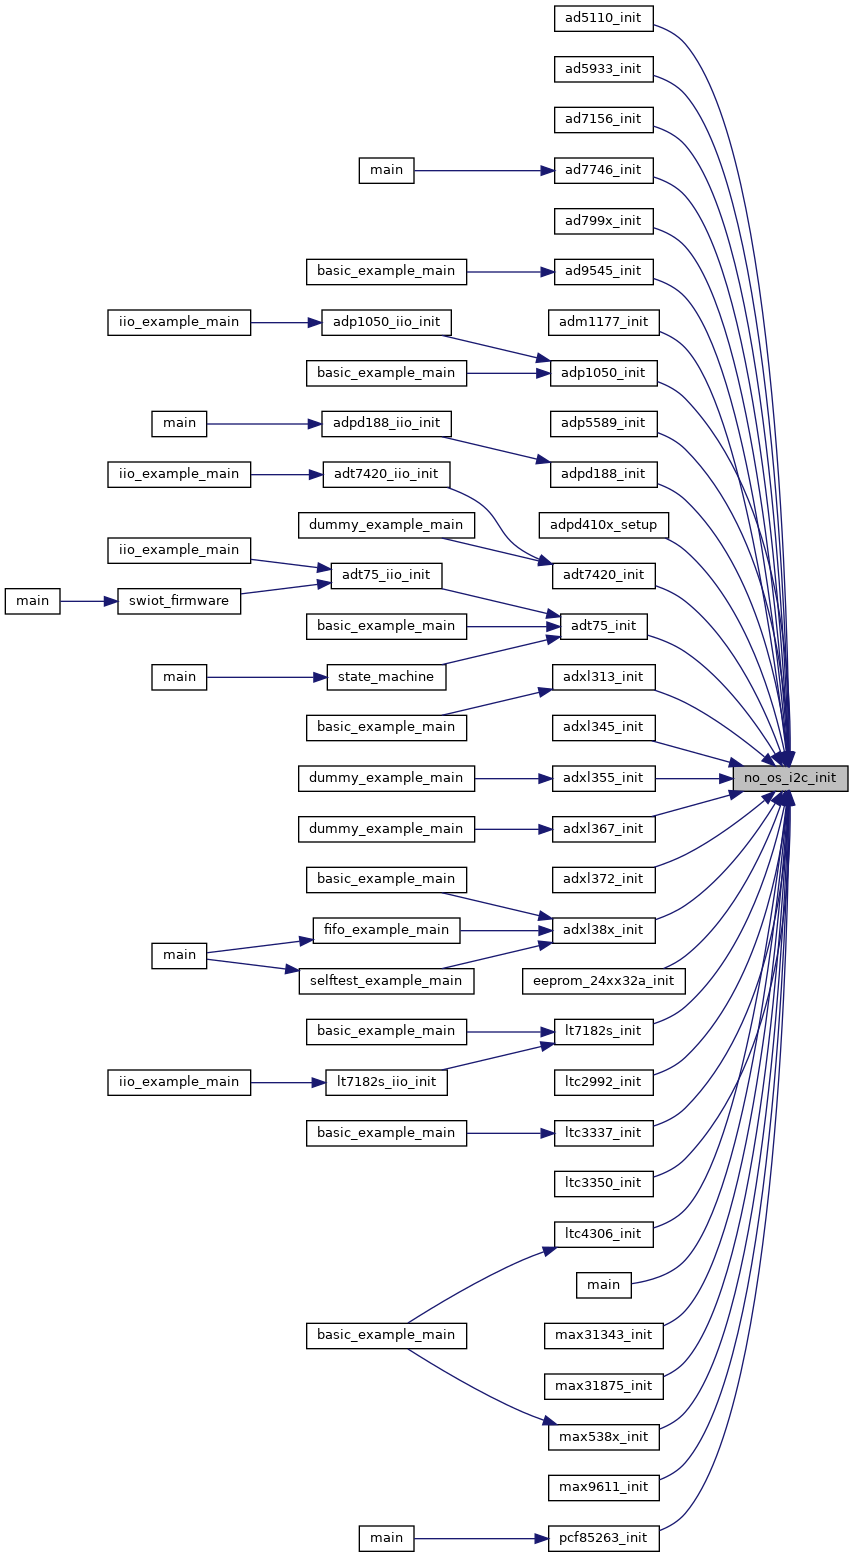 ad5110_init
ad5933_init
ad7156_init
main
ad7746_init
ad799x_init
basic_example_main
ad9545_init
iio_example_main
adp1050_iio_init
adm1177_init
basic_example_main
adp1050_init
main
adpd188_iio_init
adp5589_init
iio_example_main
adt7420_iio_init
adpd188_init
dummy_example_main
adpd410x_setup
iio_example_main
adt75_iio_init
adt7420_init
main
swiot_firmware
basic_example_main
adt75_init
main
state_machine
adxl313_init
basic_example_main
adxl345_init
dummy_example_main
adxl355_init
no_os_i2c_init
dummy_example_main
adxl367_init
basic_example_main
adxl372_init
fifo_example_main
adxl38x_init
main
selftest_example_main
eeprom_24xx32a_init
basic_example_main
lt7182s_init
iio_example_main
lt7182s_iio_init
ltc2992_init
basic_example_main
ltc3337_init
ltc3350_init
ltc4306_init
main
basic_example_main
max31343_init
max31875_init
max538x_init
max9611_init
main
pcf85263_init